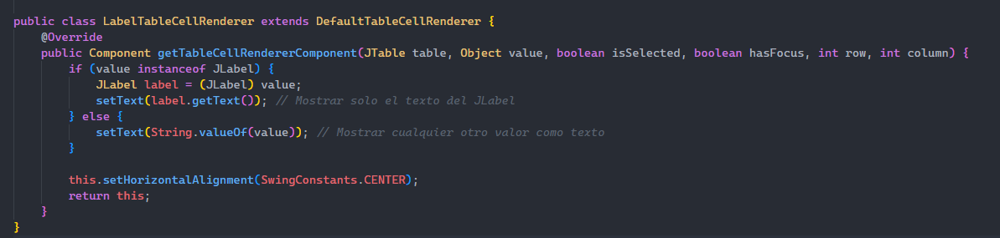 public class LabelTableCellRenderer extends DefaultTableCellRenderer {
    @Override
    public Component getTableCellRendererComponent(JTable table, Object value, boolean isSelected, boolean hasFocus, int row, int column) {
        if (value instanceof JLabel) {
            JLabel label = (JLabel) value;
            setText(label.getText()); // Mostrar solo el texto del JLabel
        } else {
            setText(String.valueOf(value)); // Mostrar cualquier otro valor como texto
        }

        this.setHorizontalAlignment(SwingConstants.CENTER);
        return this;
    }
}